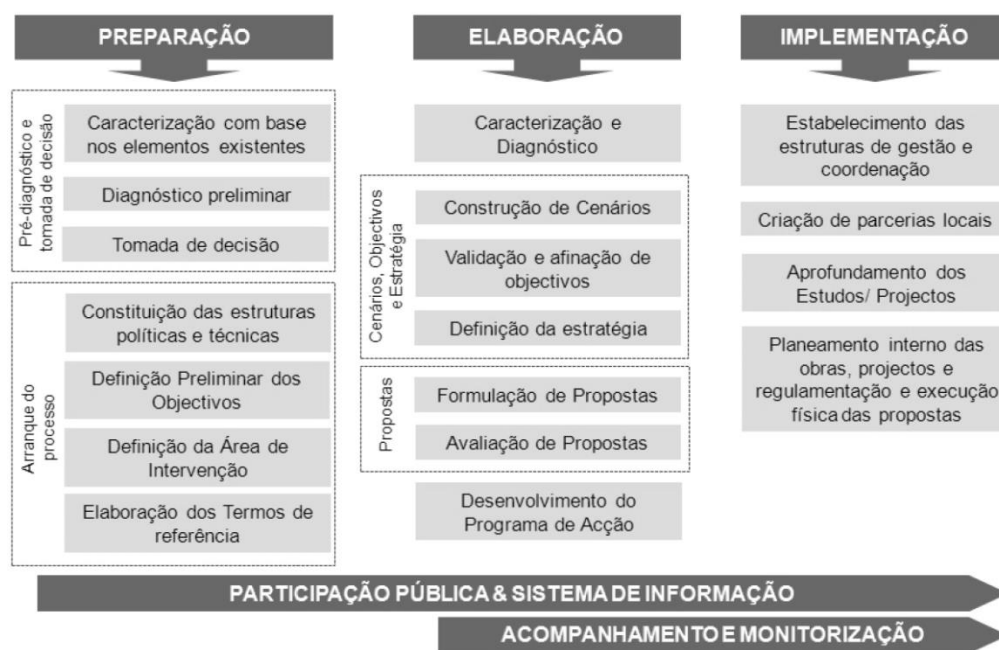 PREPARAÇÃO
Pré-diagnóstico e
tomada de decisão
Caracterização com base
nos elementos existentes
Diagnóstico preliminar
Tomada de decisão
Arranque do
processo
Constituição das estruturas
políticas e técnicas
Definição Preliminar dos
Objectivos
Definição da Área de
Intervenção
Elaboração dos Termos de
referência
ELABORAÇÃO
Caracterização e
Diagnóstico
Cenários, Objectivos
e Estratégia
Construção de Cenários
Validação e afinação de
objectivos
Definição da estratégia
Propostas
Formulação de Propostas
Avaliação de Propostas
Desenvolvimento do
Programa de Acção
IMPLEMENTAÇÃO
Estabelecimento das
estruturas de gestão e
coordenação
Criação de parcerias locais
Aprofundamento dos
Estudos/ Projectos
Planeamento interno das
obras, projectos e
regulamentação e execução
física das propostas
PARTICIPAÇÃO PÚBLICA & SISTEMA DE INFORMAÇÃO
ACOMPANHAMENTO E MONITORIZAÇÃO